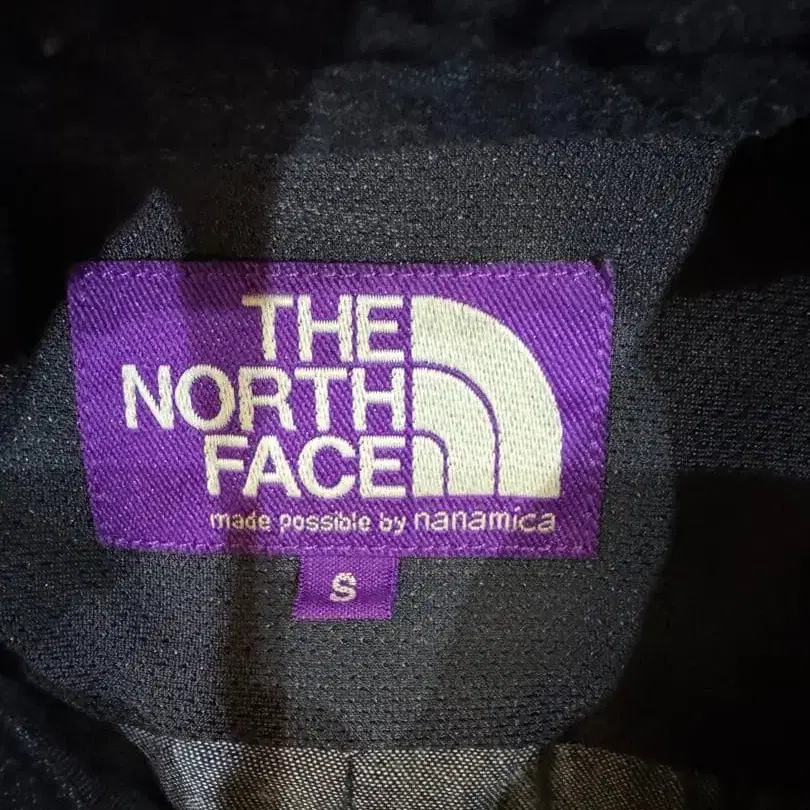 THE
NORTH
FACE
made possible by nanamica
S